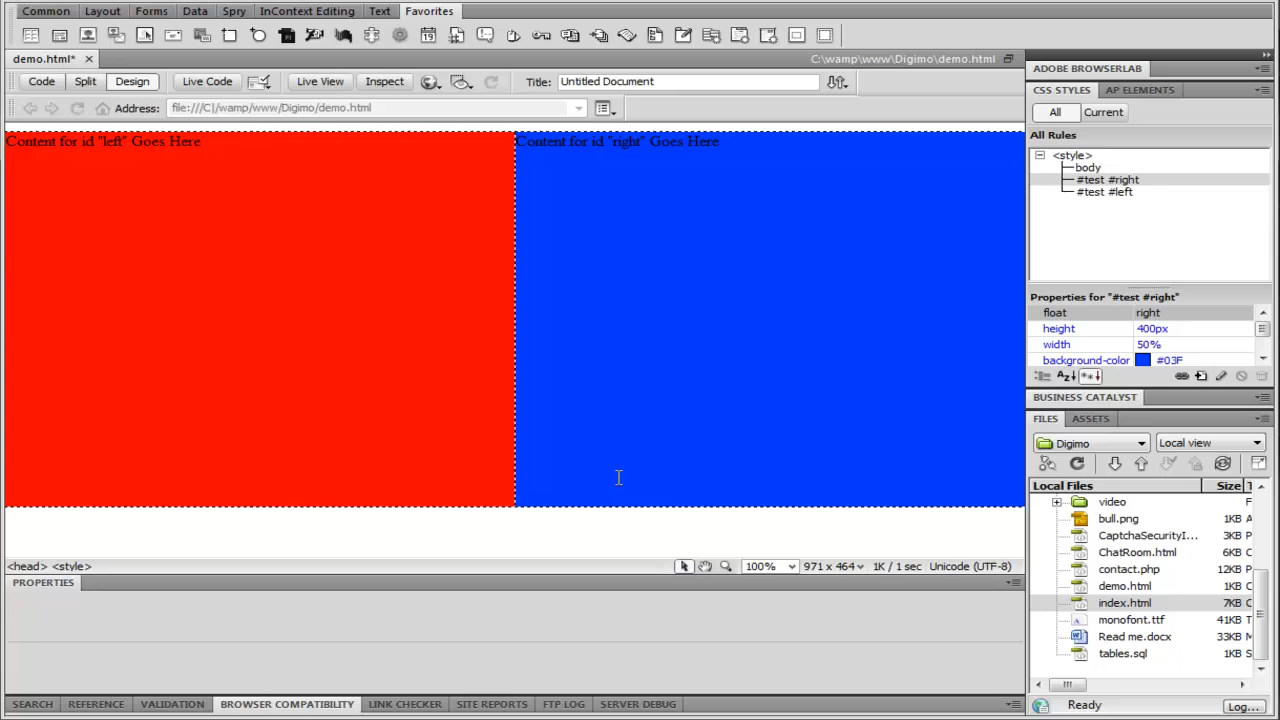 Common Layout Forms Data Spry InContext Editing Text Favorites
demo.html* C:\wamp\www\Digimo\demo.html
Code Split Design Live Code Live View Inspect Title: Untitled Document
Address: file:///C|/wamp/www/Digimo/demo.html
Content for id "left" Goes Here
Content for id "right" Goes Here
ADOBE BROWSERLAB
CSS STYLES AP ELEMENTS
All Current
All Rules
<style>
body
#test #right
#test #left
Properties for "#test #right"
float right
height 400px
width 50%
background-color #03F
BUSINESS CATALYST
FILES ASSETS
Digimo Local view
Local Files Size T
video F
bull.png 1KB A
CaptchaSecurityI... 3KB P
ChatRoom.html 6KB C
contact.php 12KB P
demo.html 1KB C
index.html 7KB C
monofont.ttf 41KB T
Read me.docx 33KB M
tables.sql 1KB S
Ready Log...
<head> <style> 100% 971 x 464 1K / 1 sec Unicode (UTF-8)
PROPERTIES
SEARCH REFERENCE VALIDATION BROWSER COMPATIBILITY LINK CHECKER SITE REPORTS FTP LOG SERVER DEBUG